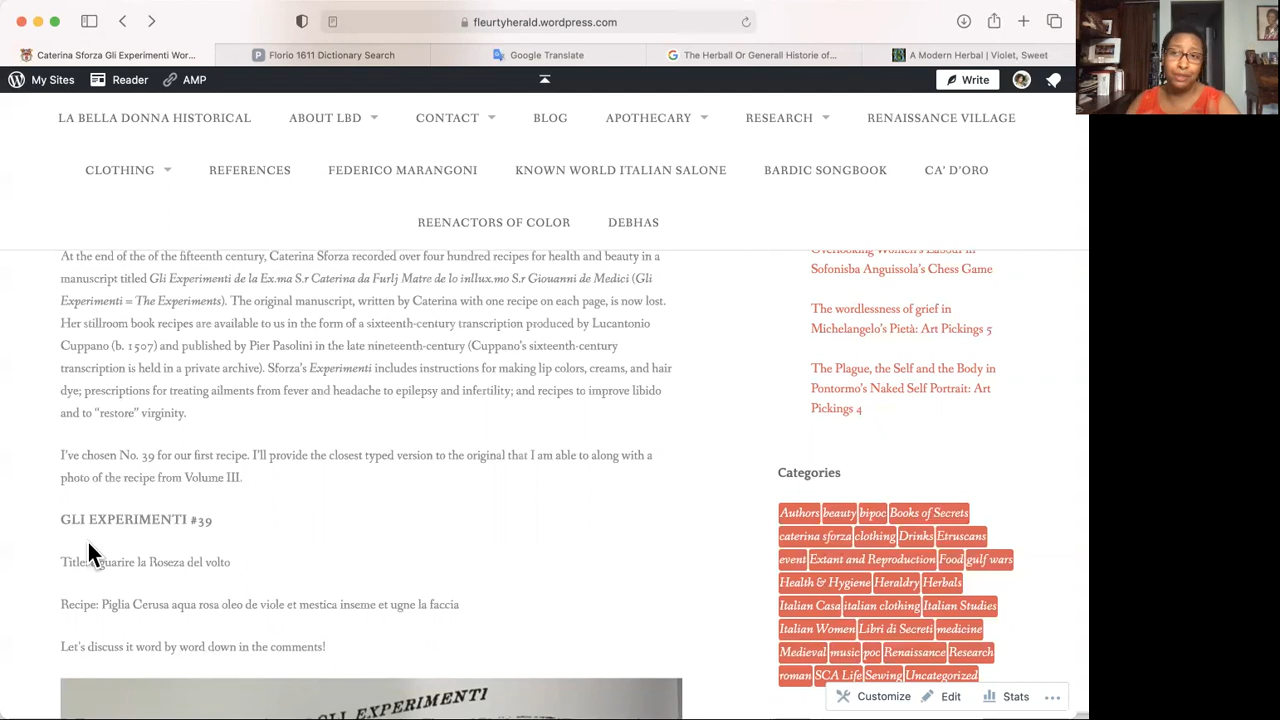 fleurtyherald.wordpress.com
Caterina Sforza Gli Experimenti Wor...
Florio 1611 Dictionary Search
Google Translate
The Herball Or Generall Historie of...
A Modern Herbal | Violet, Sweet
My Sites
Reader
AMP
Write
LA BELLA DONNA HISTORICAL
ABOUT LBD
CONTACT
BLOG
APOTHECARY
RESEARCH
RENAISSANCE VILLAGE
CLOTHING
REFERENCES
FEDERICO MARANGONI
KNOWN WORLD ITALIAN SALONE
BARDIC SONGBOOK
CA' D'ORO
REENACTORS OF COLOR
DEBHAS
At the end of the of the fifteenth century, Caterina Sforza recorded over four hundred recipes for health and beauty in a
manuscript titled Gli Experimenti de la Ex.ma S.r Caterina da Furlj Matre de lo inllux.mo S.r Giouanni de Medici (Gli
Experimenti = The Experiments). The original manuscript, written by Caterina with one recipe on each page, is now lost.
Her stillroom book recipes are available to us in the form of a sixteenth-century transcription produced by Lucantonio
Cuppano (b. 1507) and published by Pier Pasolini in the late nineteenth-century (Cuppano's sixteenth-century
transcription is held in a private archive). Sforza's Experimenti includes instructions for making lip colors, creams, and hair
dye; prescriptions for treating ailments from fever and headache to epilepsy and infertility; and recipes to improve libido
and to “restore” virginity.
I've chosen No. 39 for our first recipe. I'll provide the closest typed version to the original that I am able to along with a
photo of the recipe from Volume III.
GLI EXPERIMENTI #39
Title: guarire la Roseza del volto
Recipe: Piglia Cerusa aqua rosa oleo de viole et mestica inseme et ugne la faccia
Let's discuss it word by word down in the comments!
GLI EXPERIMENTI
Overlooking Women's Labour in
Sofonisba Anguissola's Chess Game
The wordlessness of grief in
Michelangelo's Pietà: Art Pickings 5
The Plague, the Self and the Body in
Pontormo's Naked Self Portrait: Art
Pickings 4
Categories
Authors beauty bipoc Books of Secrets
caterina sforza clothing Drinks Etruscans
event Extant and Reproduction Food gulf wars
Health & Hygiene Heraldry Herbals
Italian Casa italian clothing Italian Studies
Italian Women Libri di Secreti medicine
Medieval music poc Renaissance Research
roman SCA Life Sewing Uncategorized
Customize
Edit
Stats